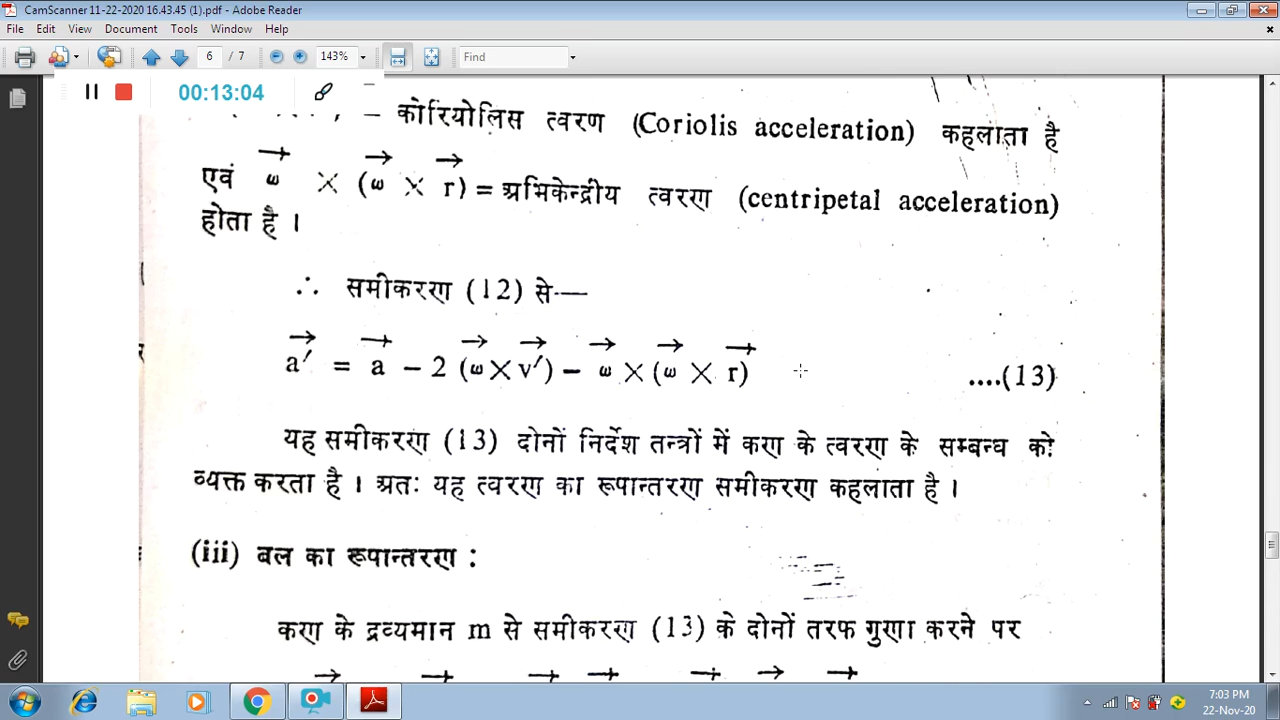 CamScanner 11-22-2020 16.43.45 (1).pdf - Adobe Reader
File Edit View Document Tools Window Help
6 / 7 143% Find
00:13:04
कोरियोलिस त्वरण (Coriolis acceleration) कहलाता है
एवं ω⃗ × (ω⃗ × r⃗) = अभिकेन्द्रीय त्वरण (centripetal acceleration)
होता है ।
∴ समीकरण (12) से—
a⃗′ = a⃗ − 2 (ω⃗ × v⃗′) − ω⃗ × (ω⃗ × r⃗) ....(13)
यह समीकरण (13) दोनों निर्देश तन्त्रों में कण के त्वरण के सम्बन्ध को
व्यक्त करता है । अतः यह त्वरण का रूपान्तरण समीकरण कहलाता है ।
(iii) बल का रूपान्तरण :
कण के द्रव्यमान m से समीकरण (13) के दोनों तरफ गुणा करने पर
7:03 PM
22-Nov-20